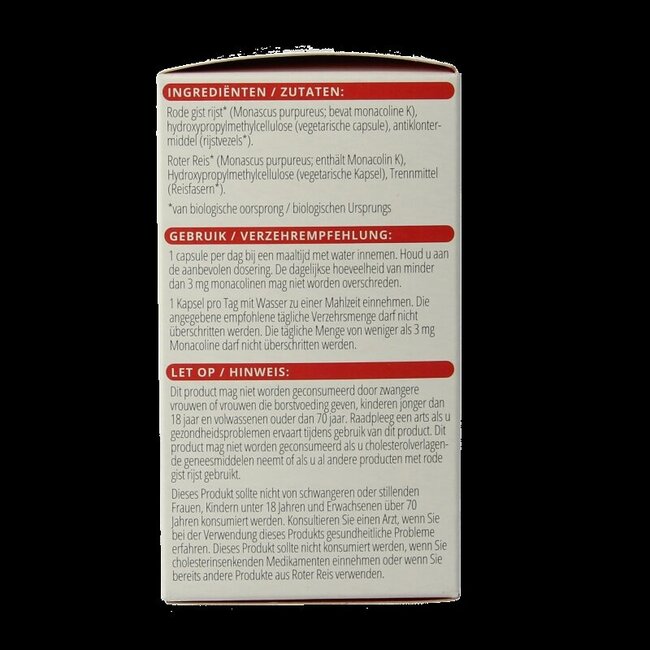 INGREDIËNTEN / ZUTATEN:
Rode gist rijst* (Monascus purpureus; bevat monacoline K),
hydroxypropylmethylcellulose (vegetarische capsule), antiklonter-
middel (rijstvezels*).
Roter Reis* (Monascus purpureus; enthält Monacolin K),
Hydroxypropylmethylcellulose (vegetarische Kapsel), Trennmittel
(Reisfasern*).
*van biologische oorsprong / biologischen Ursprungs
GEBRUIK / VERZEHREMPFEHLUNG:
1 capsule per dag bij een maaltijd met water innemen. Houd u aan
de aanbevolen dosering. De dagelijkse hoeveelheid van minder
dan 3 mg monacolinen mag niet worden overschreden.
1 Kapsel pro Tag mit Wasser zu einer Mahlzeit einnehmen. Die
angegebene empfohlene tägliche Verzehrsmenge darf nicht
überschritten werden. Die tägliche Menge von weniger als 3 mg
Monacoline darf nicht überschritten werden.
LET OP / HINWEIS:
Dit product mag niet worden geconsumeerd door zwangere
vrouwen of vrouwen die borstvoeding geven, kinderen jonger dan
18 jaar en volwassenen ouder dan 70 jaar. Raadpleeg een arts als u
gezondheidsproblemen ervaart tijdens gebruik van dit product. Dit
product mag niet worden geconsumeerd als u cholesterolverlagen-
de geneesmiddelen neemt of als u al andere producten met rode
gist rijst gebruikt.
Dieses Produkt sollte nicht von schwangeren oder stillenden
Frauen, Kindern unter 18 Jahren und Erwachsenen über 70
Jahren konsumiert werden. Konsultieren Sie einen Arzt, wenn Sie
bei der Verwendung dieses Produkts gesundheitliche Probleme
erfahren. Dieses Produkt sollte nicht konsumiert werden, wenn Sie
cholesterinsenkenden Medikamenten einnehmen oder wenn Sie
bereits andere Produkte aus Roter Reis verwenden.